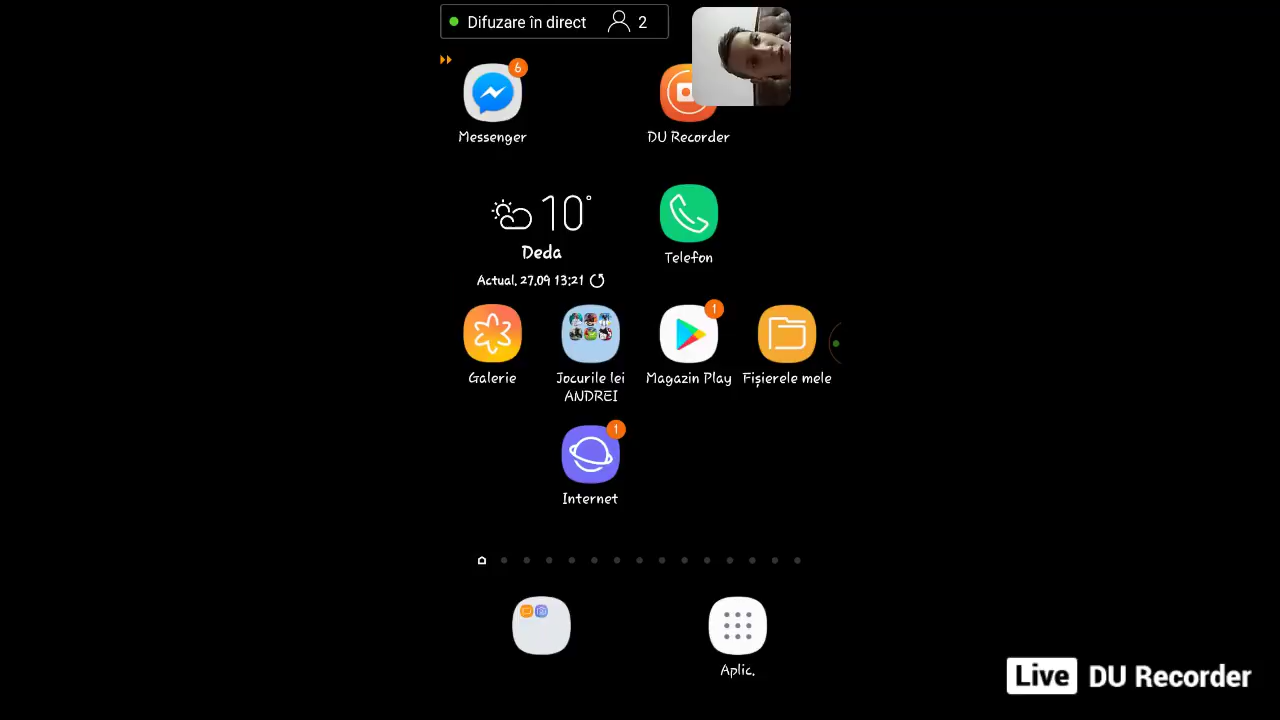 Difuzare în direct 2
6
Messenger
DU Recorder
10°
Deda
Actual. 27.09 13:21
Telefon
1
Galerie
Jocurile lei
ANDREI
Magazin Play
Fișierele mele
1
Internet
Aplic.
Live DU Recorder